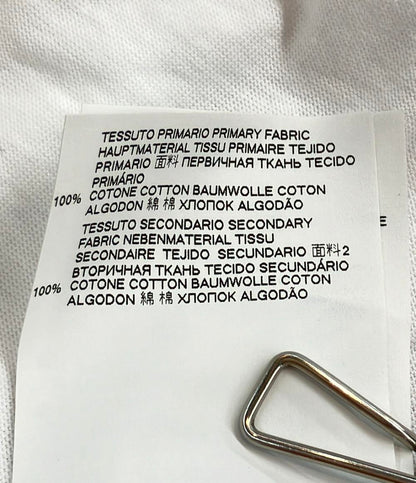 TESSUTO PRIMARIO PRIMARY FABRIC
HAUPTMATERIAL TISSU PRIMAIRE TEJIDO
PRIMARIO 面料 ПЕРВИЧНАЯ ТКАНЬ TECIDO
PRIMÁRIO
100% COTONE COTTON BAUMWOLLE COTON
ALGODON 綿 棉 ХЛОПОК ALGODÃO
TESSUTO SECONDARIO SECONDARY
FABRIC NEBENMATERIAL TISSU
SECONDAIRE TEJIDO SECUNDARIO 面料2
ВТОРИЧНАЯ ТКАНЬ TECIDO SECUNDÁRIO
100% COTONE COTTON BAUMWOLLE COTON
ALGODON 綿 棉 ХЛОПОК ALGODÃO
E